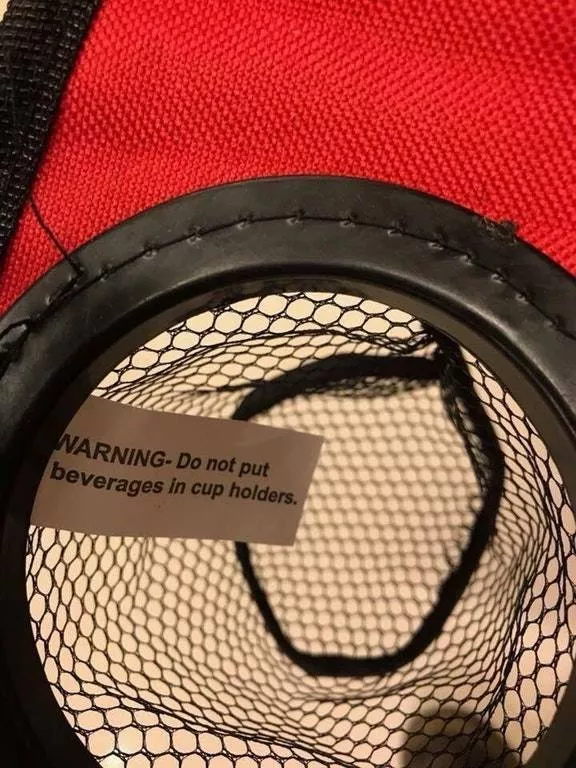 WARNING- Do not put
beverages in cup holders.